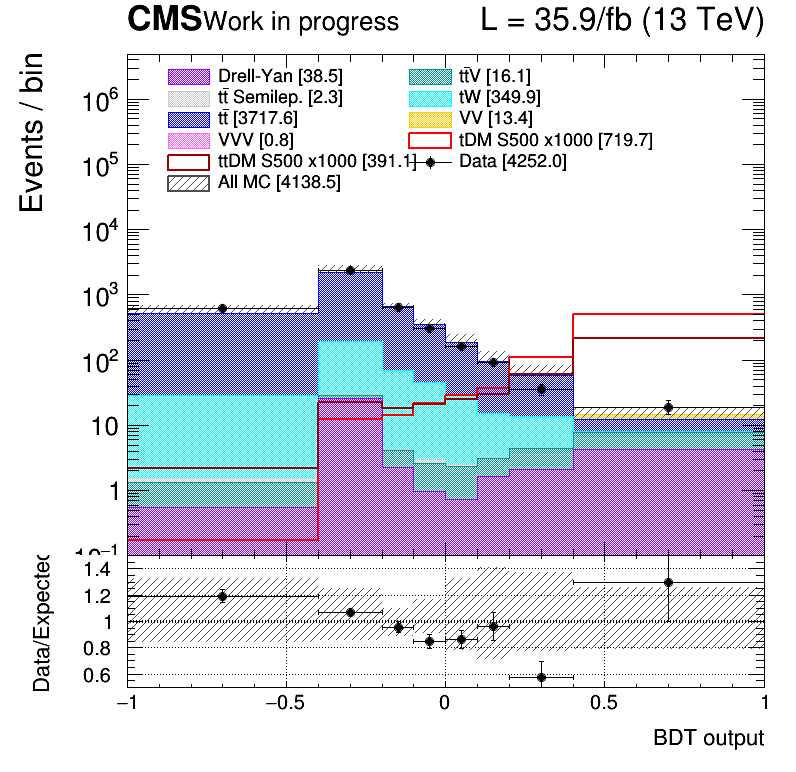 CMS Work in progress L = 35.9/fb (13 TeV)
Events / bin
Drell-Yan [38.5] tt̄V [16.1]
tt̄ Semilep. [2.3] tW [349.9]
tt̄ [3717.6] VV [13.4]
VVV [0.8] tDM S500 x1000 [719.7]
ttDM S500 x1000 [391.1] Data [4252.0]
All MC [4138.5]
10⁶
10⁵
10⁴
10³
10²
10
1
10⁻¹
Data/Expected
1.4
1.2
1
0.8
0.6
−1 −0.5 0 0.5 1
BDT output